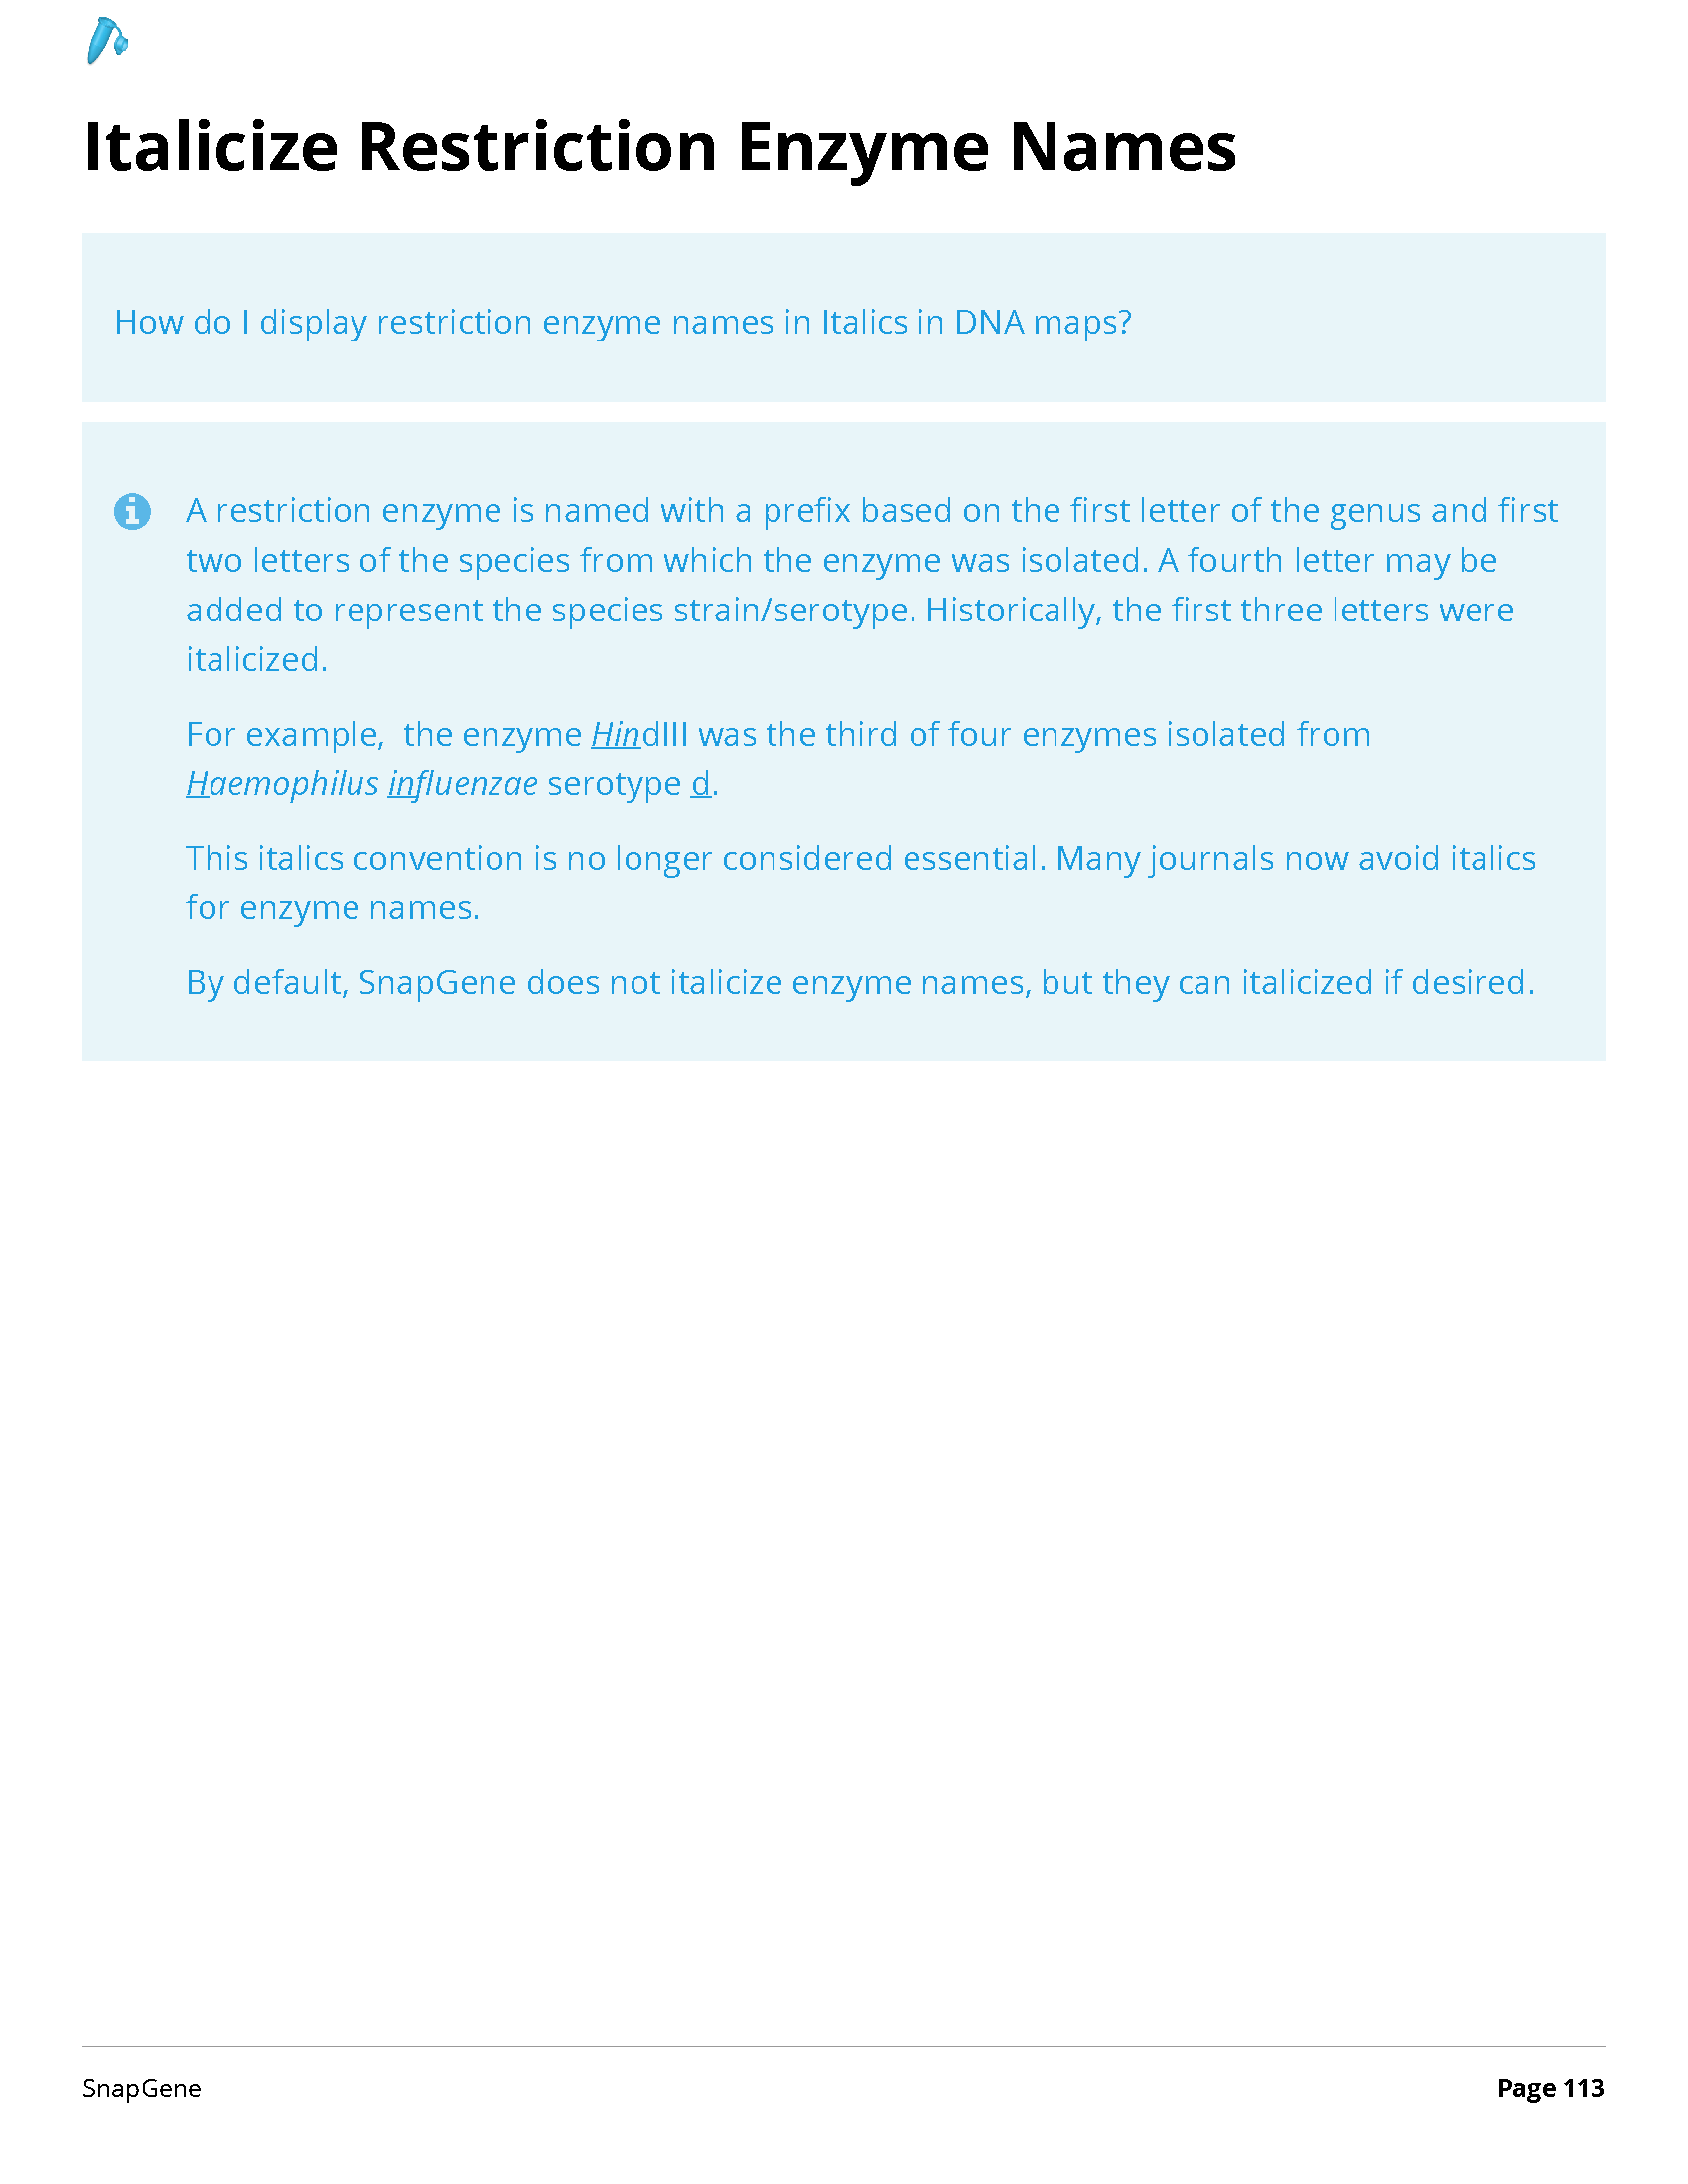 Italicize Restriction Enzyme Names
How do I display restriction enzyme names in Italics in DNA maps?
A restriction enzyme is named with a prefix based on the first letter of the genus and first
two letters of the species from which the enzyme was isolated. A fourth letter may be
added to represent the species strain/serotype. Historically, the first three letters were
italicized.
For example,  the enzyme HindIII was the third of four enzymes isolated from
Haemophilus influenzae serotype d.
This italics convention is no longer considered essential. Many journals now avoid italics
for enzyme names.
By default, SnapGene does not italicize enzyme names, but they can italicized if desired.
SnapGene
Page 113